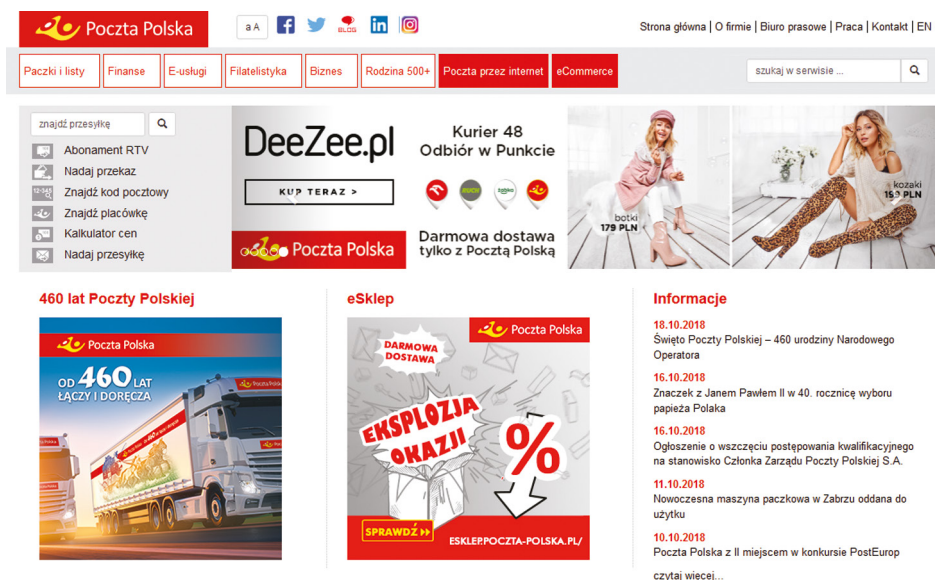 Poczta Polska
a A
BLOG
Strona główna | O firmie | Biuro prasowe | Praca | Kontakt | EN
Paczki i listy
Finanse
E-usługi
Filatelistyka
Biznes
Rodzina 500+
Poczta przez internet
eCommerce
szukaj w serwisie ...
znajdź przesyłkę
Abonament RTV
Nadaj przekaz
12-345
Znajdź kod pocztowy
Znajdź placówkę
Kalkulator cen
Nadaj przesyłkę
DeeZee.pl
KUP TERAZ >
Poczta Polska
Kurier 48
Odbiór w Punkcie
RUCH
żabka
Darmowa dostawa
tylko z Pocztą Polską
botki
179 PLN
kozaki
199 PLN
460 lat Poczty Polskiej
Poczta Polska
OD 460 LAT
ŁĄCZY I DORĘCZA
Poczta Polska
eSklep
Poczta Polska
DARMOWA
DOSTAWA
EKSPLOZJA
OKAZJI
%
SPRAWDŹ
ESKLEP.POCZTA-POLSKA.PL/
Informacje
18.10.2018
Święto Poczty Polskiej – 460 urodziny Narodowego
Operatora
16.10.2018
Znaczek z Janem Pawłem II w 40. rocznicę wyboru
papieża Polaka
16.10.2018
Ogłoszenie o wszczęciu postępowania kwalifikacyjnego
na stanowisko Członka Zarządu Poczty Polskiej S.A.
11.10.2018
Nowoczesna maszyna paczkowa w Zabrzu oddana do
użytku
10.10.2018
Poczta Polska z II miejscem w konkursie PostEurop
czytaj więcej...